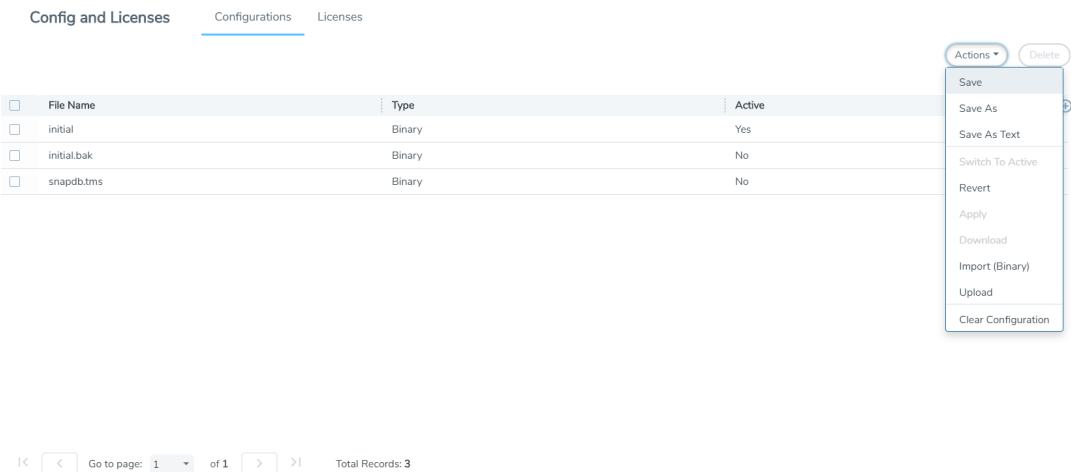 Config and Licenses Configurations Licenses
Actions Delete
Save
File Name Type Active
Save As
initial Binary Yes
Save As Text
initial.bak Binary No
Switch To Active
snapdb.tms Binary No
Revert
Apply
Download
Import (Binary)
Upload
Clear Configuration
Go to page: 1 of 1 Total Records: 3